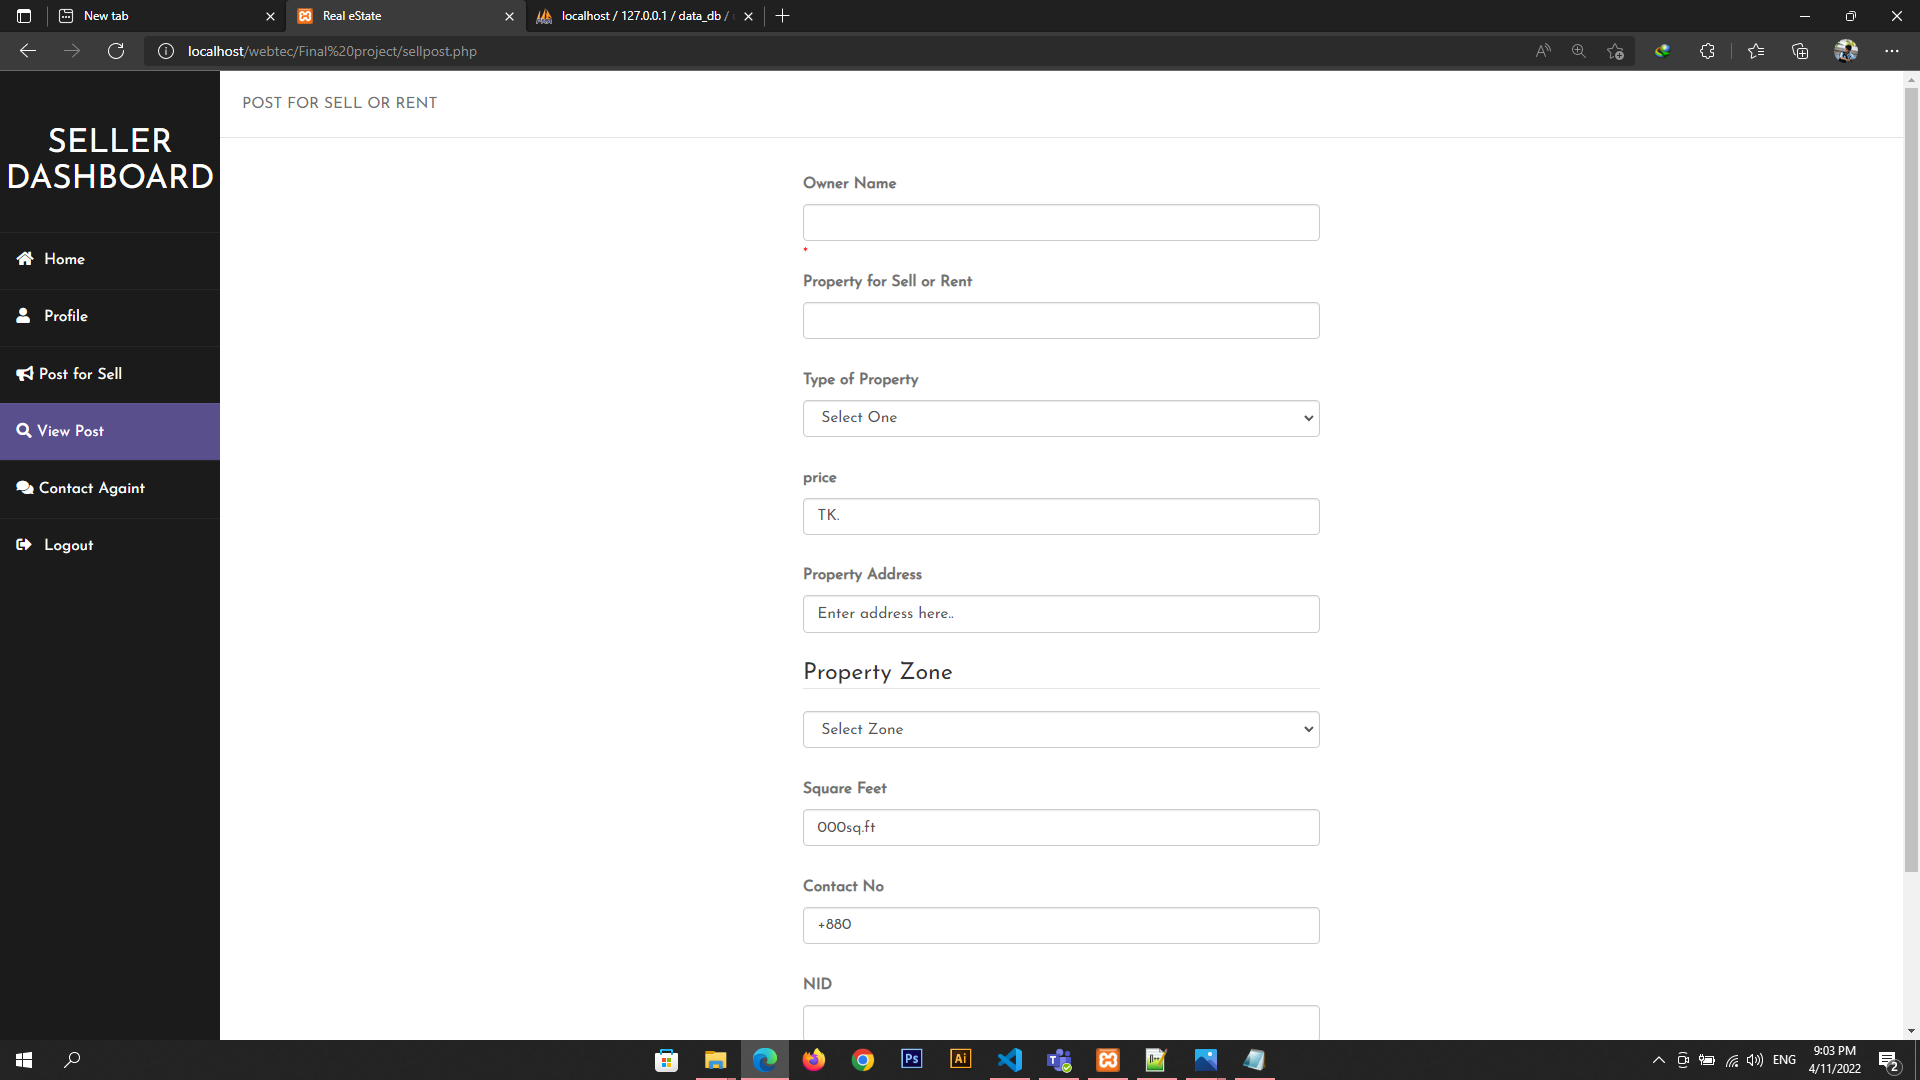 New tab
Real eState
localhost / 127.0.0.1 / data_db /
localhost/webtec/Final%20project/sellpost.php
SELLER
DASHBOARD
Home
Profile
Post for Sell
View Post
Contact Againt
Logout
POST FOR SELL OR RENT
Owner Name
*
Property for Sell or Rent
Type of Property
Select One
price
TK.
Property Address
Enter address here..
Property Zone
Select Zone
Square Feet
000sq.ft
Contact No
+880
NID
Ps
Ai
ENG
9:03 PM
4/11/2022
2